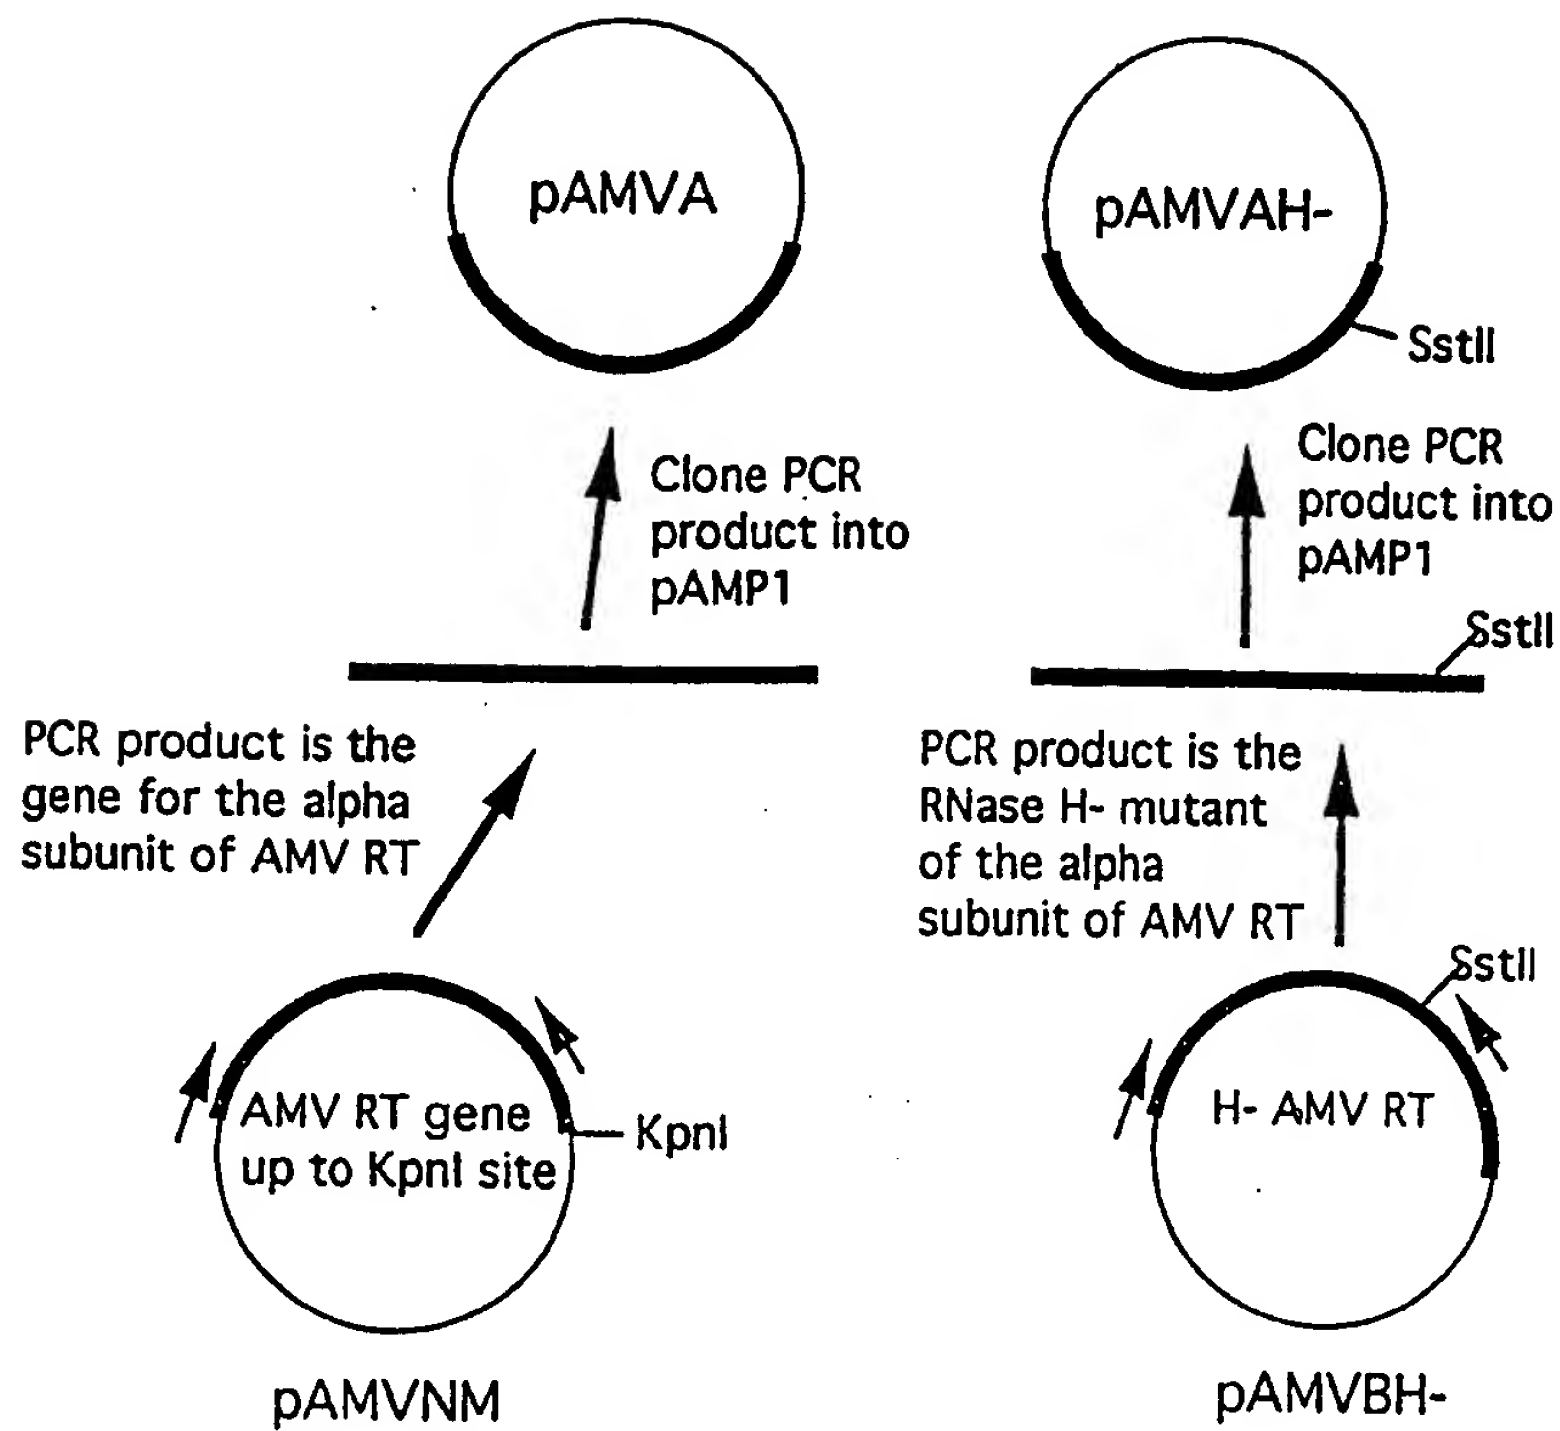 pAMVA
pAMVAH-
SstII
Clone PCR
product into
pAMP1
Clone PCR
product into
pAMP1
SstII
PCR product is the
gene for the alpha
subunit of AMV RT
PCR product is the
RNase H- mutant
of the alpha
subunit of AMV RT
SstII
AMV RT gene
up to KpnI site
KpnI
H- AMV RT
pAMVNM
pAMVBH-